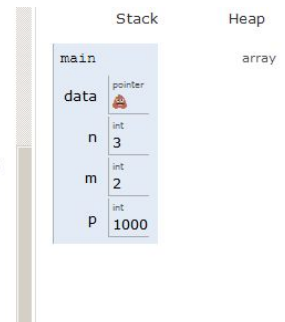 Stack Heap
main array
pointer
data
int
n 3
int
m 2
int
p 1000